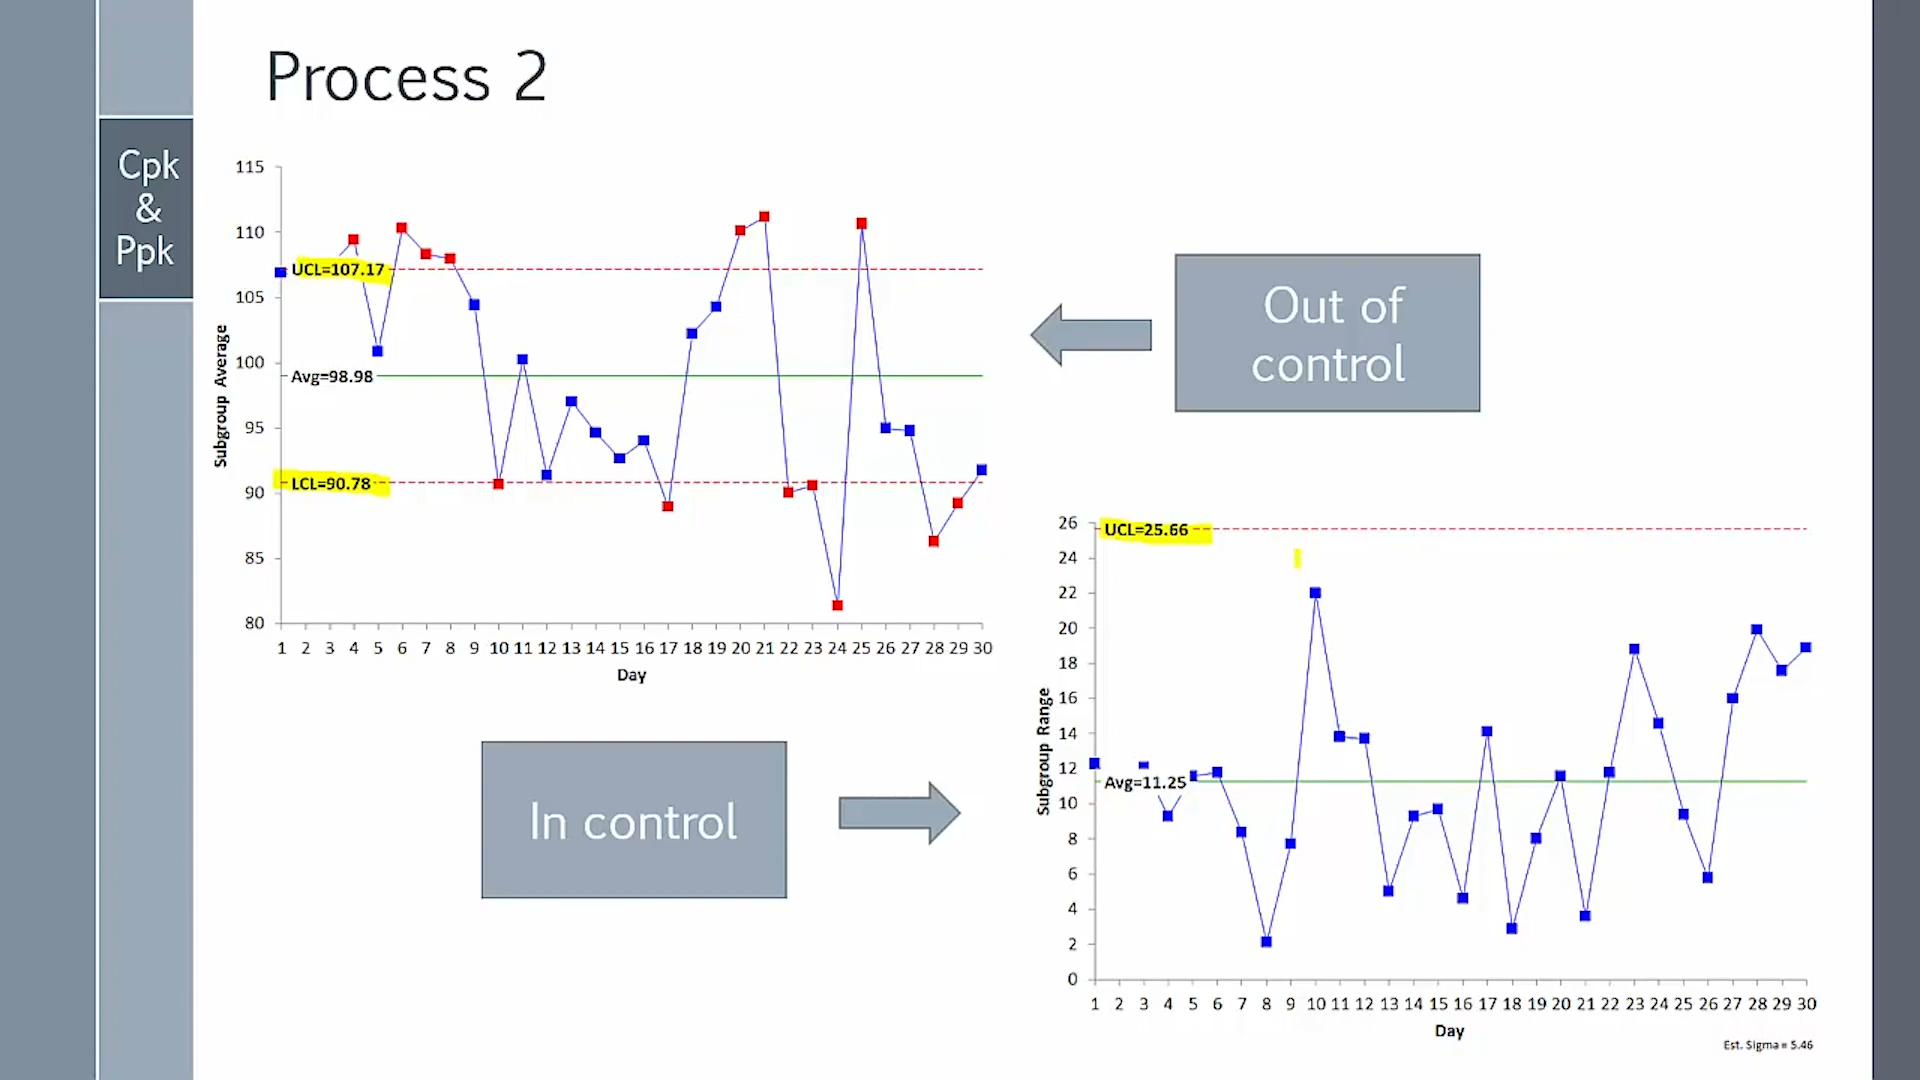 Process 2
Cpk
&
Ppk
115
110
105
100
95
90
85
80
UCL=107.17
Avg=98.98
LCL=90.78
Subgroup Average
1 2 3 4 5 6 7 8 9 10 11 12 13 14 15 16 17 18 19 20 21 22 23 24 25 26 27 28 29 30
Day
Out of
control
In control
26
24
22
20
18
16
14
12
10
8
6
4
2
0
UCL=25.66
Avg=11.25
Subgroup Range
1 2 3 4 5 6 7 8 9 10 11 12 13 14 15 16 17 18 19 20 21 22 23 24 25 26 27 28 29 30
Day
Est. Sigma = 5.46